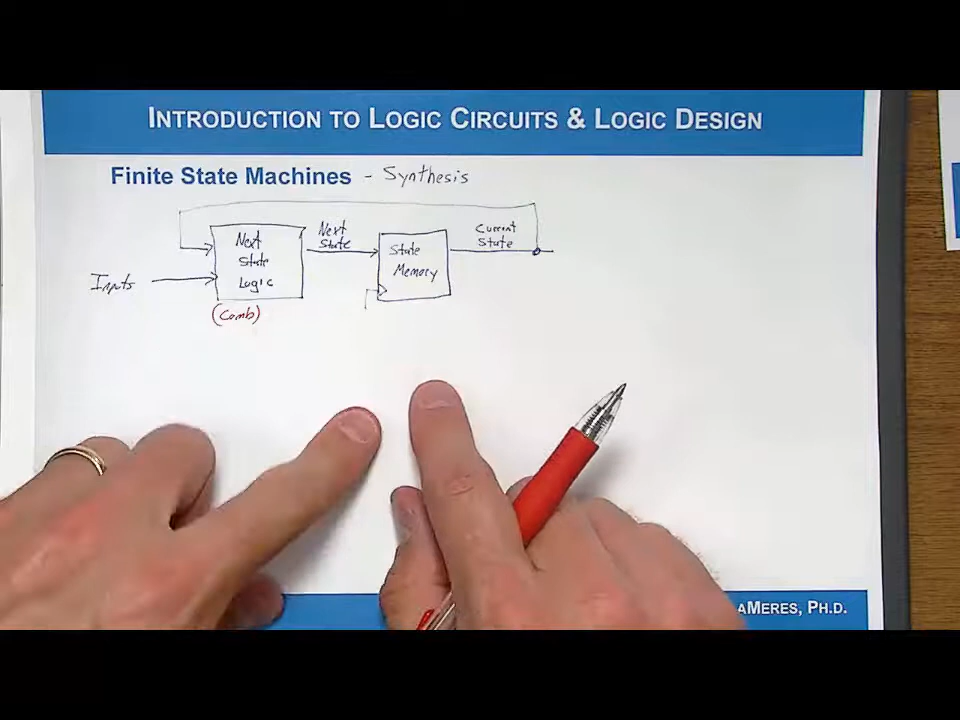 INTRODUCTION TO LOGIC CIRCUITS & LOGIC DESIGN
Finite State Machines - Synthesis
Next
State
Logic
Next
State
State
Memory
Current
State
Inputs
(Comb)
AMERES, PH.D.